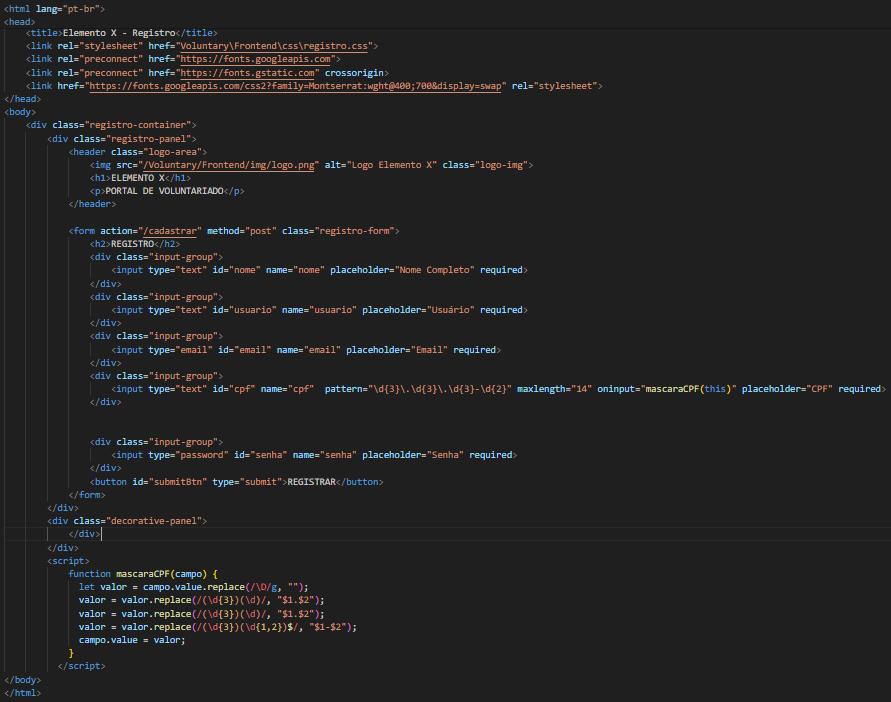 <html lang="pt-br">
<head>
    <title>Elemento X - Registro</title>
    <link rel="stylesheet" href="Voluntary\Frontend\css\registro.css">
    <link rel="preconnect" href="https://fonts.googleapis.com">
    <link rel="preconnect" href="https://fonts.gstatic.com" crossorigin>
    <link href="https://fonts.googleapis.com/css2?family=Montserrat:wght@400;700&display=swap" rel="stylesheet">
</head>
<body>
    <div class="registro-container">
        <div class="registro-panel">
            <header class="logo-area">
                <img src="/Voluntary/Frontend/img/logo.png" alt="Logo Elemento X" class="logo-img">
                <h1>ELEMENTO X</h1>
                <p>PORTAL DE VOLUNTARIADO</p>
            </header>

            <form action="/cadastrar" method="post" class="registro-form">
                <h2>REGISTRO</h2>
                <div class="input-group">
                    <input type="text" id="nome" name="nome" placeholder="Nome Completo" required>
                </div>
                <div class="input-group">
                    <input type="text" id="usuario" name="usuario" placeholder="Usuário" required>
                </div>
                <div class="input-group">
                    <input type="email" id="email" name="email" placeholder="Email" required>
                </div>
                <div class="input-group">
                    <input type="text" id="cpf" name="cpf"  pattern="\d{3}\.\d{3}\.\d{3}-\d{2}" maxlength="14" oninput="mascaraCPF(this)" placeholder="CPF" required>
                </div>


                <div class="input-group">
                    <input type="password" id="senha" name="senha" placeholder="Senha" required>
                </div>
                <button id="submitBtn" type="submit">REGISTRAR</button>
            </form>
        </div>
        <div class="decorative-panel">
            </div>
        </div>
        <script>
            function mascaraCPF(campo) {
              let valor = campo.value.replace(/\D/g, "");
              valor = valor.replace(/(\d{3})(\d)/, "$1.$2");
              valor = valor.replace(/(\d{3})(\d)/, "$1.$2");
              valor = valor.replace(/(\d{3})(\d{1,2})$/, "$1-$2");
              campo.value = valor;
            }
          </script>
</body>
</html>